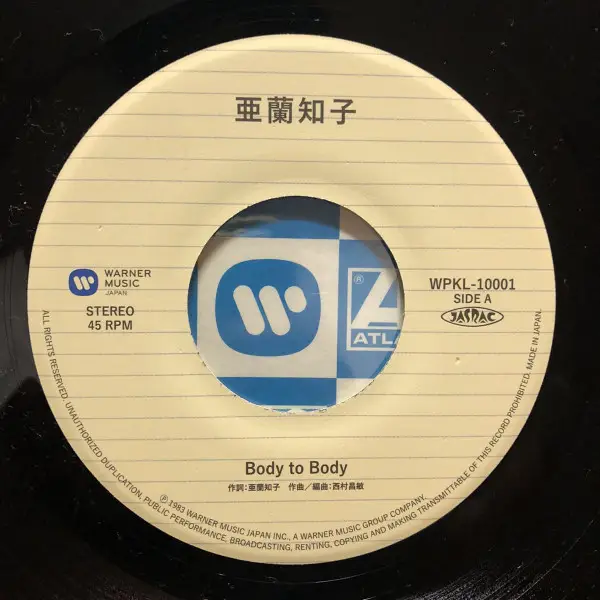 亜蘭知子
WARNER
MUSIC
JAPAN
STEREO
45 RPM
WPKL-10001
SIDE A
JASRAC
®
ATLA
Body to Body
作詞:亜蘭知子 作曲/編曲:西村昌敏
Ⓟ 1983 WARNER MUSIC JAPAN INC., A WARNER MUSIC GROUP COMPANY.
ALL RIGHTS RESERVED. UNAUTHORIZED DUPLICATION, PUBLIC PERFORMANCE, BROADCASTING, RENTING, COPYING AND MAKING TRANSMITTABLE OF THIS RECORD PROHIBITED. MADE IN JAPAN.